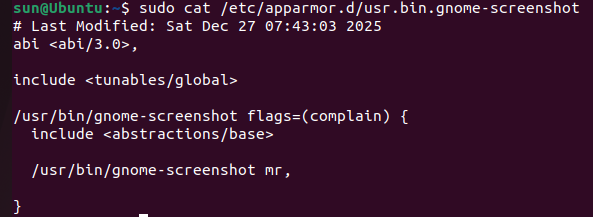 sun@Ubuntu:~$ sudo cat /etc/apparmor.d/usr.bin.gnome-screenshot
# Last Modified: Sat Dec 27 07:43:03 2025
abi <abi/3.0>,
include <tunables/global>
/usr/bin/gnome-screenshot flags=(complain) {
include <abstractions/base>
/usr/bin/gnome-screenshot mr,
}